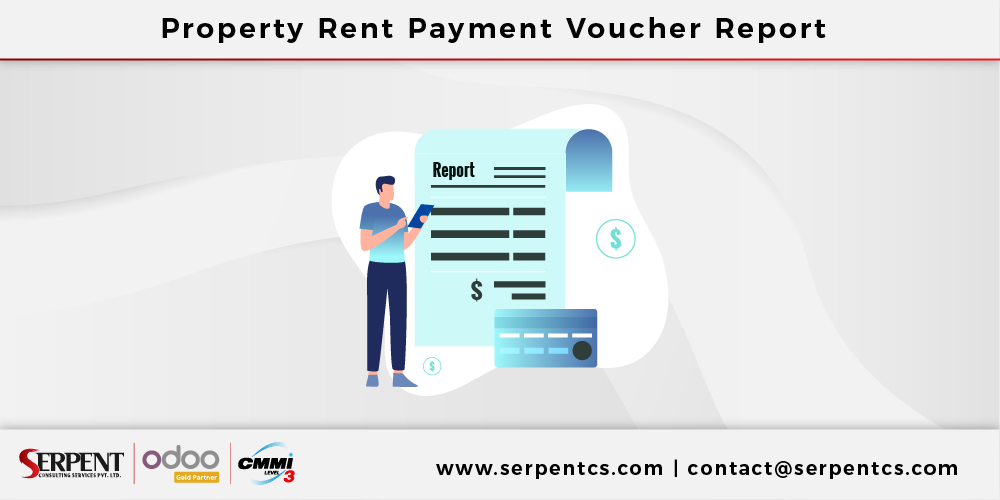 Property Rent Payment Voucher Report
Report
$
$
$
SERPENT
CONSULTING SERVICES PVT. LTD.
odoo
Gold Partner
CMMI
LEVEL 3
www.serpentcs.com | contact@serpentcs.com